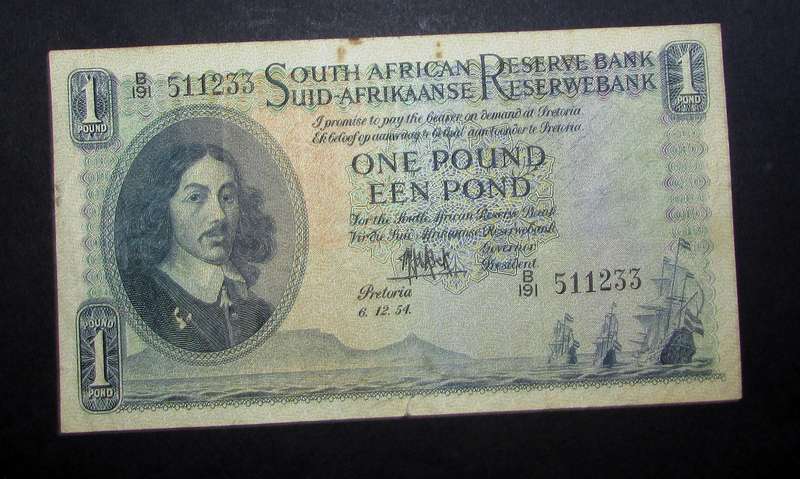 1
POUND
B/191 511233
SOUTH AFRICAN RESERVE BANK
SUID-AFRIKAANSE RESERWEBANK
1
POND
I promise to pay the bearer on demand at Pretoria
Ek beloof op aanvraag te betaal aan toonder te Pretoria
ONE POUND
EEN POND
For the South African Reserve Bank
Vir die Suid-Afrikaanse Reserwebank
Governor
President
B/191 511233
Pretoria
6.12.54.
POUND
1
POND